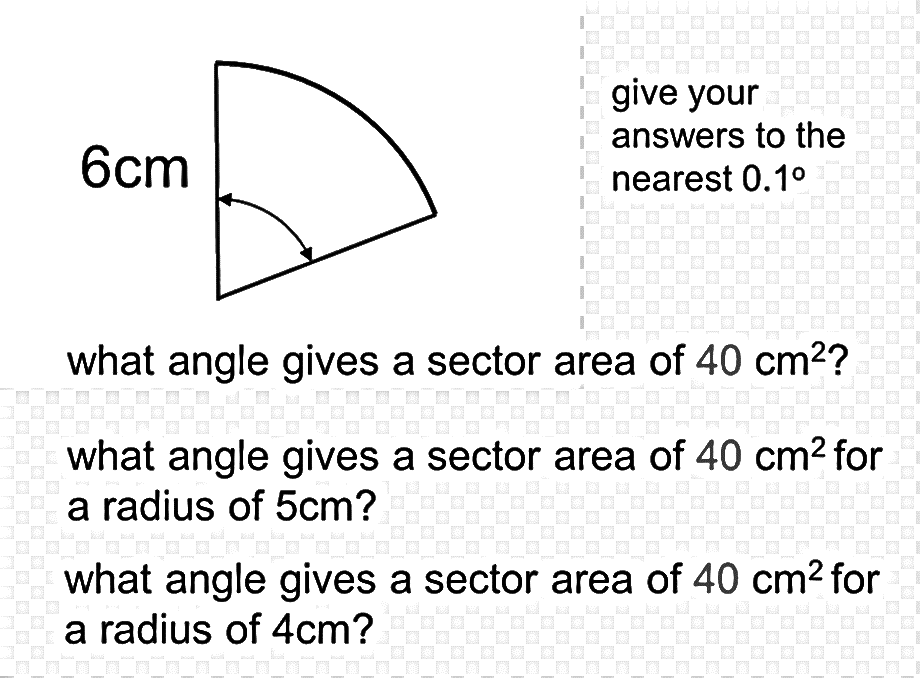 6cm
give your
answers to the
nearest 0.1º
what angle gives a sector area of 40 cm²?
what angle gives a sector area of 40 cm² for
a radius of 5cm?
what angle gives a sector area of 40 cm² for
a radius of 4cm?